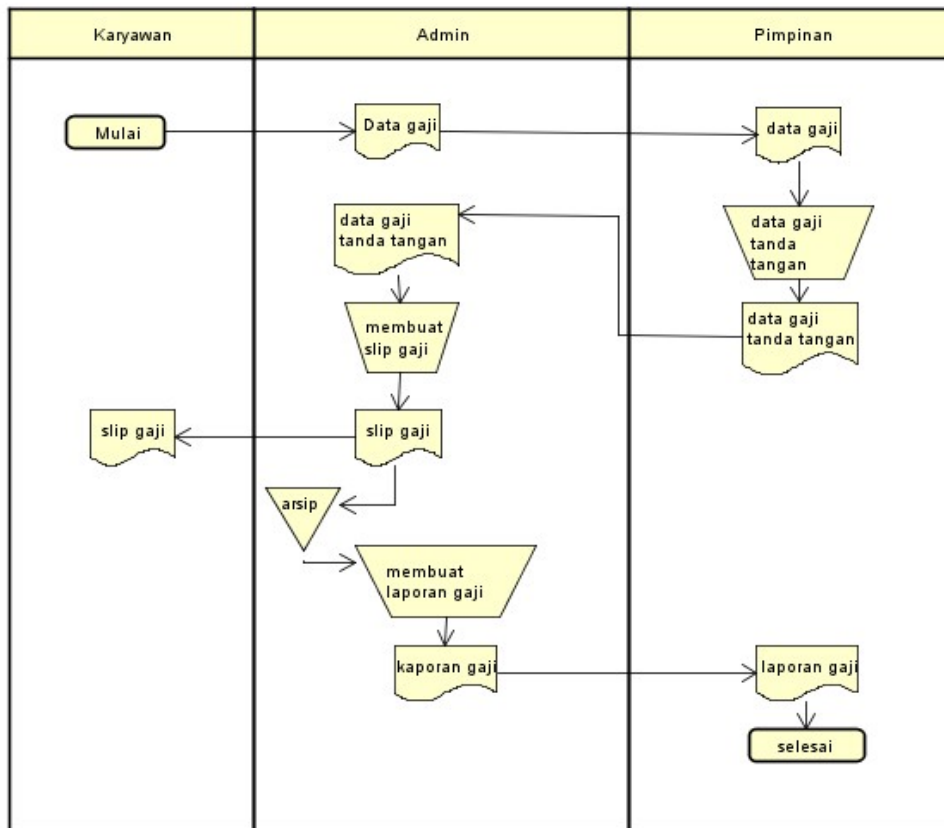 Karyawan
Admin
Pimpinan
Mulai
Data gaji
data gaji
data gaji
tanda
tangan
data gaji
tanda tangan
data gaji
tanda tangan
membuat
slip gaji
slip gaji
slip gaji
arsip
membuat
laporan gaji
kaporan gaji
laporan gaji
selesai